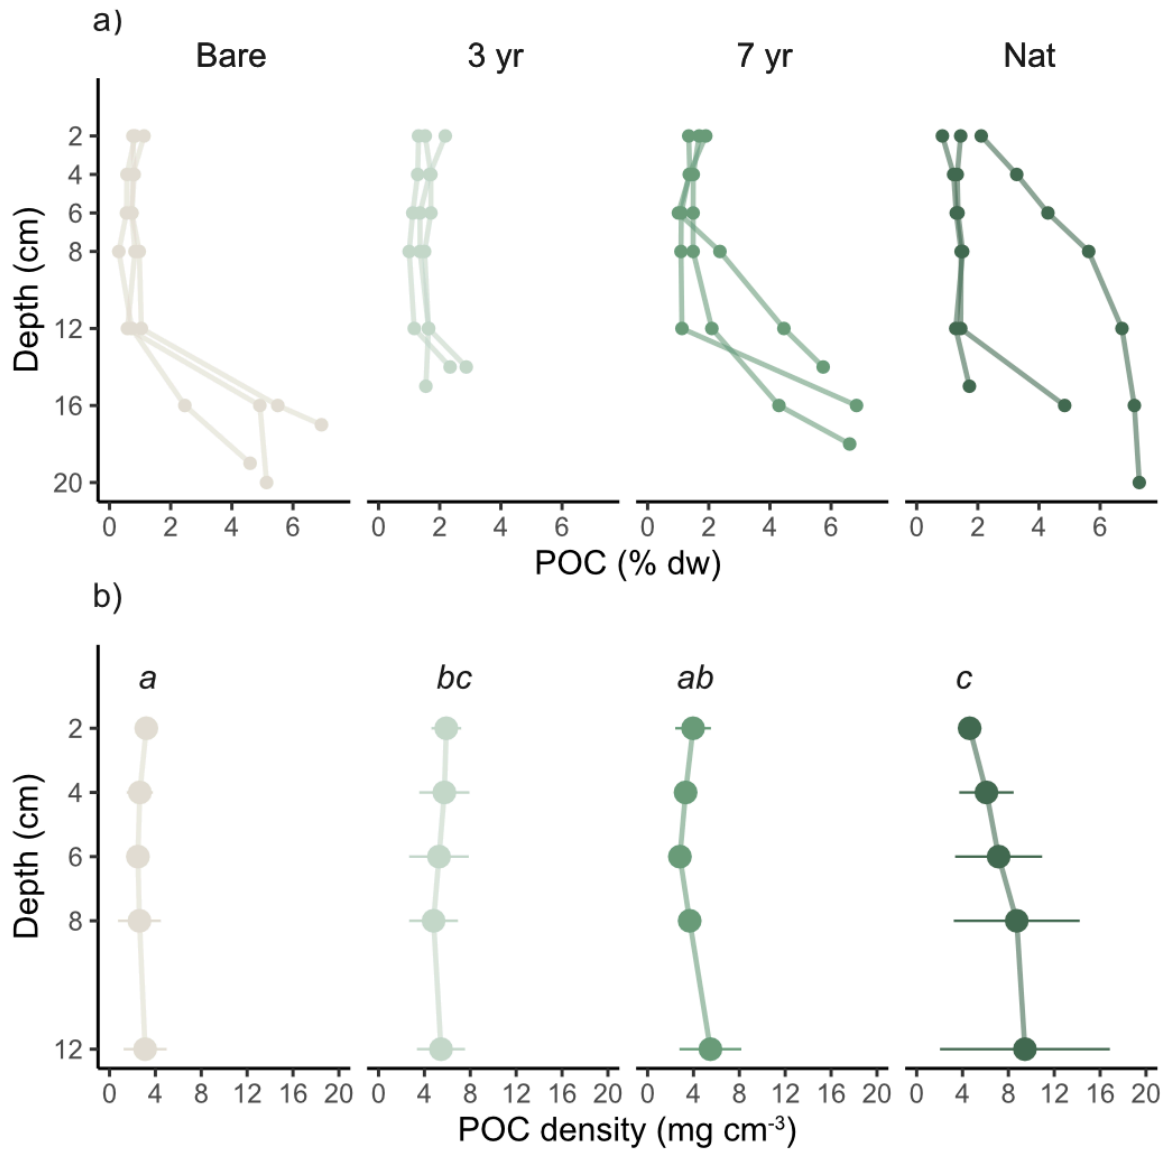 a)
Bare 3 yr 7 yr Nat
Depth (cm)
2
4
6
8
12
16
20
0 2 4 6 0 2 4 6 0 2 4 6 0 2 4 6
POC (% dw)
b)
a bc ab c
Depth (cm)
2
4
6
8
12
0 4 8 12 16 20 0 4 8 12 16 20 0 4 8 12 16 20 0 4 8 12 16 20
POC density (mg cm⁻³)